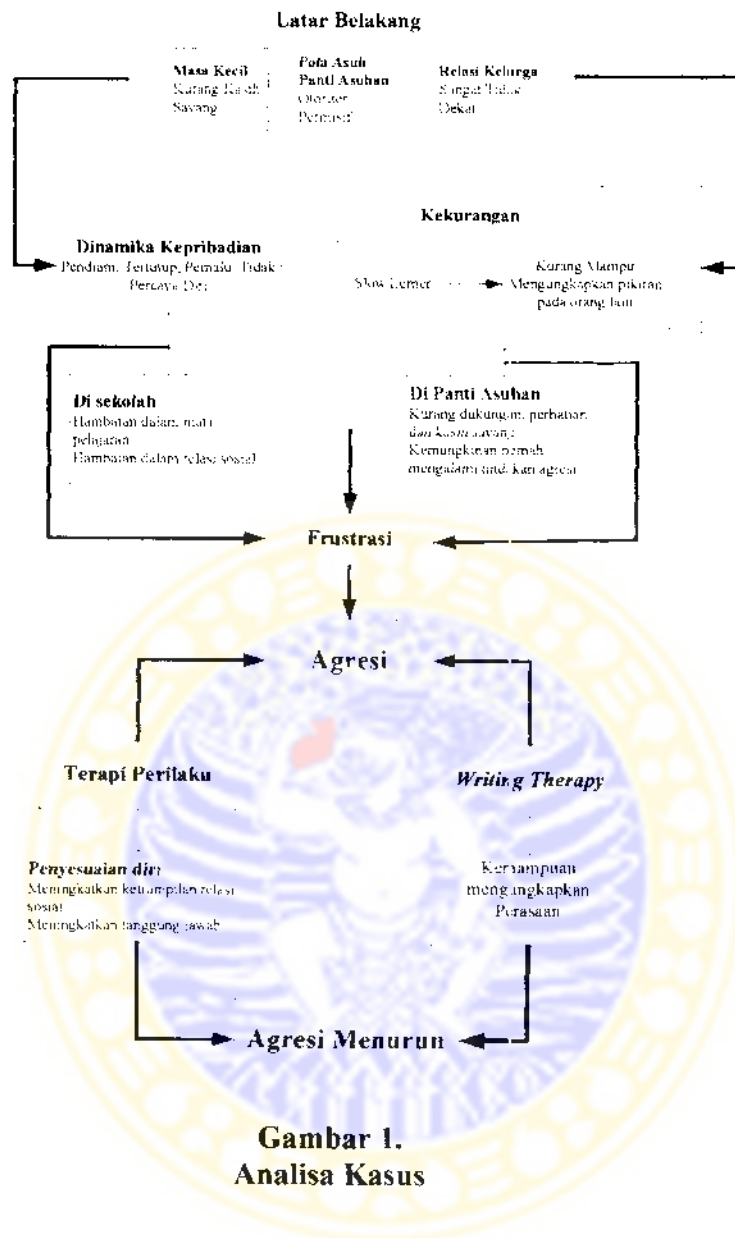 Latar Belakang
Masa Kecil
Kurang Kasih
Sayang
Pola Asuh
Panti Asuhan
Otoriter
Permisif
Relasi Kelurga
Sangat Tidak
Dekat
Kekurangan
Dinamika Kepribadian
Pendiam, Tertutup, Pemalu, Tidak
Percaya Diri
Slow Lerner
Kurang Mampu
Mengungkapkan pikiran
pada orang lain
Di sekolah
Hambatan dalam mata
pelajaran
Hambatan dalam relasi sosial
Di Panti Asuhan
Kurang dukungan, perhatian
dan kasih sayang
Kemungkinan pernah
mengalami tindakan agresi
Frustrasi
Agresi
Terapi Perilaku
Writing Therapy
Penyesuaian diri
Meningkatkan ketrampilan relasi
sosial
Meningkatkan tanggung jawab
Kemampuan
mengungkapkan
Perasaan
Agresi Menurun
Gambar 1.
Analisa Kasus